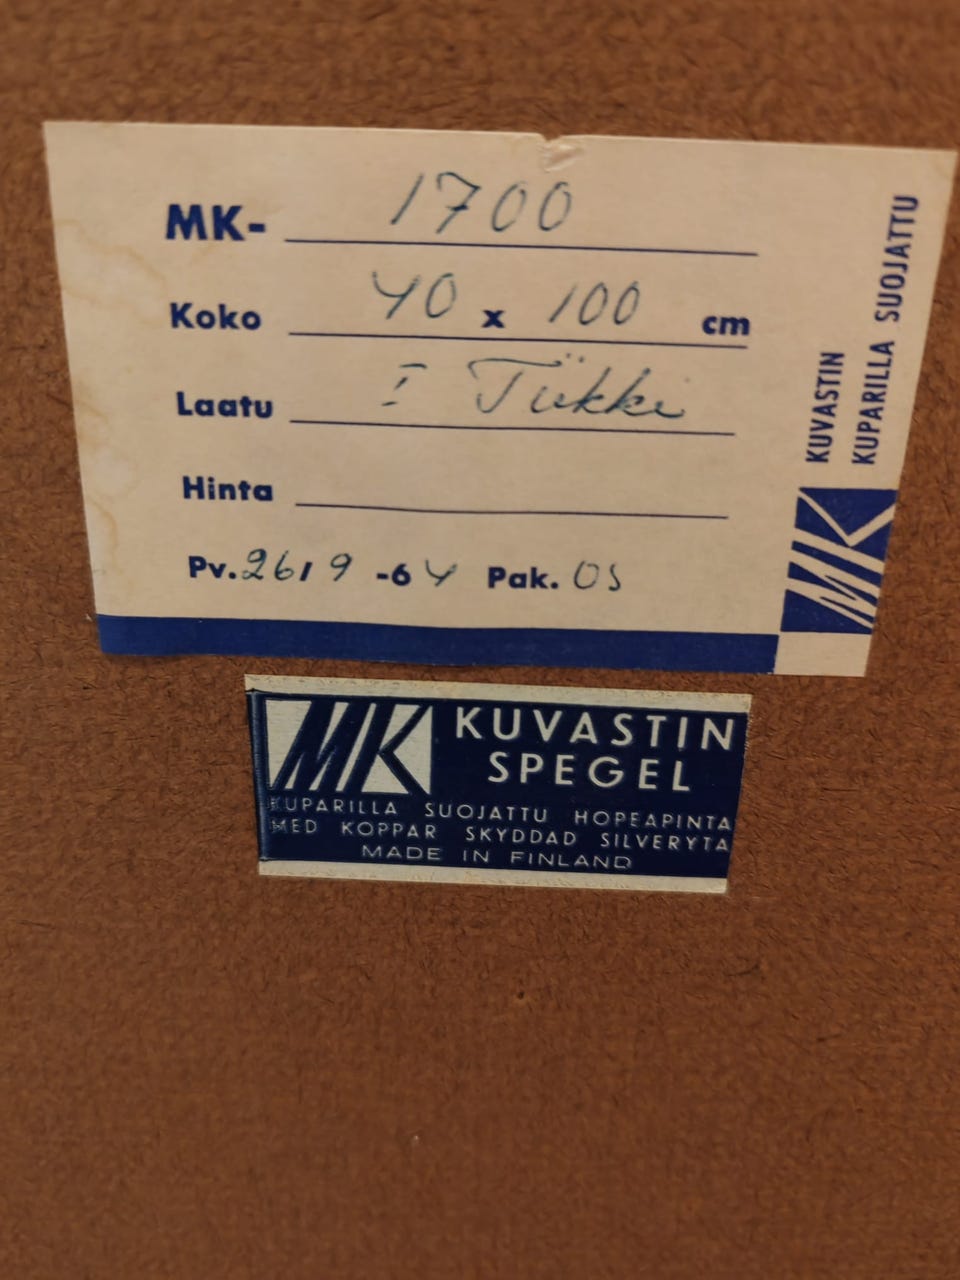 MK- 1700
Koko 40 x 100 cm
Laatu I Tiikki
Hinta
Pv. 26/9 -64 Pak. OS
KUVASTIN
KUPARILLA SUOJATTU
MK
MK KUVASTIN
SPEGEL
KUPARILLA SUOJATTU HOPEAPINTA
MED KOPPAR SKYDDAD SILVERYTA
MADE IN FINLAND